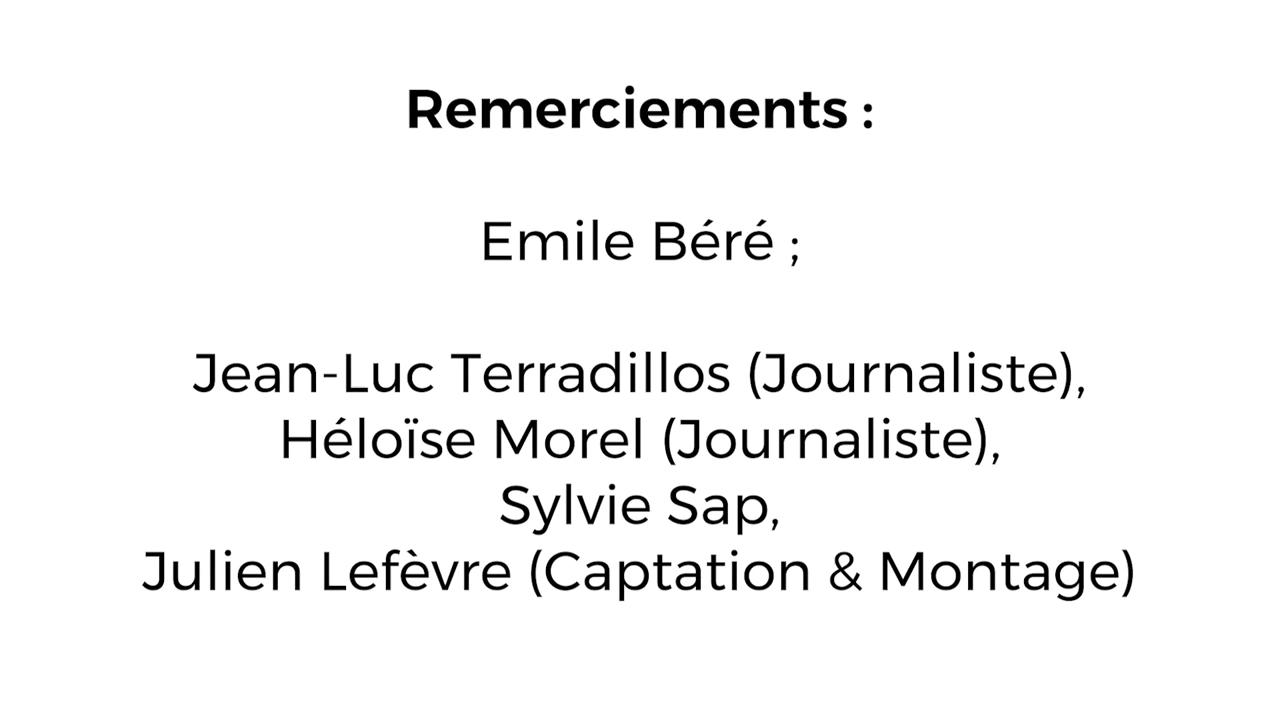 Remerciements :
Emile Béré ;
Jean-Luc Terradillos (Journaliste),
Héloïse Morel (Journaliste),
Sylvie Sap,
Julien Lefèvre (Captation & Montage)